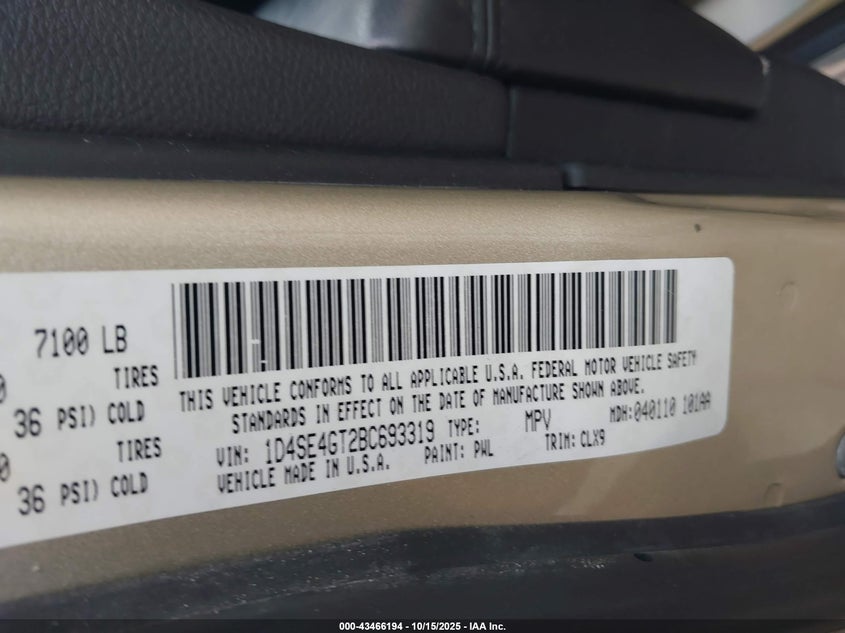 7100 LB
TIRES
36 PSI) COLD
TIRES
36 PSI) COLD
THIS VEHICLE CONFORMS TO ALL APPLICABLE U.S.A. FEDERAL MOTOR VEHICLE SAFETY
STANDARDS IN EFFECT ON THE DATE OF MANUFACTURE SHOWN ABOVE.
VIN: 1D4SE4GT2BC693319 TYPE: MPV MDH:040110 101AA
VEHICLE MADE IN U.S.A. PAINT: PWL TRIM: CLX9
000-43466194 - 10/15/2025 - IAA Inc.